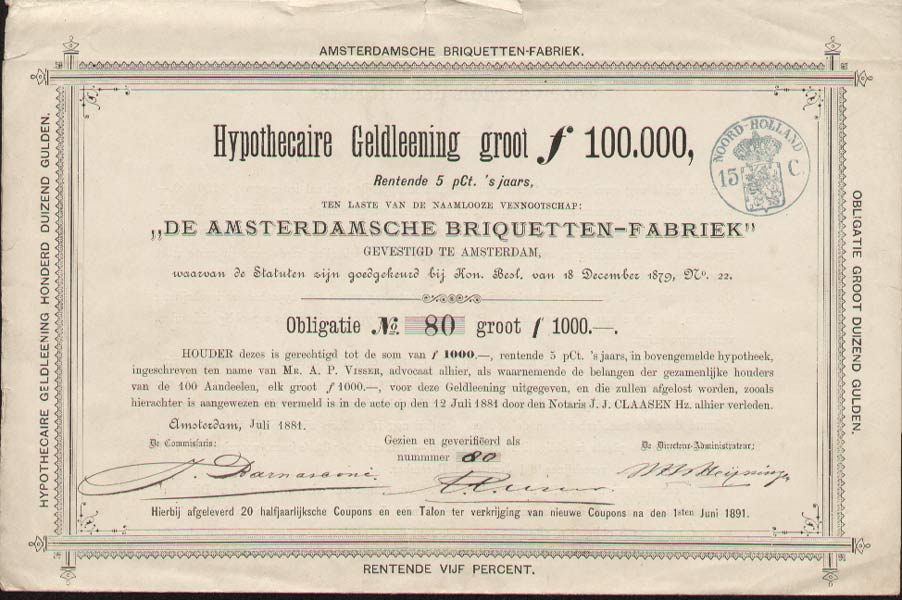 AMSTERDAMSCHE BRIQUETTEN-FABRIEK.
HYPOTHECAIRE GELDLEENING HONDERD DUIZEND GULDEN.
Hypothecaire Geldleening groot ƒ 100.000,
NOORD-HOLLAND
15 C.
Rentende 5 pCt. 's jaars,
TEN LASTE VAN DE NAAMLOOZE VENNOOTSCHAP:
„DE AMSTERDAMSCHE BRIQUETTEN-FABRIEK"
GEVESTIGD TE AMSTERDAM,
waarvan de Statuten zijn goedgekeurd bij Kon. Besl. van 18 December 1879, No. 22.
Obligatie No. 80 groot ƒ 1000.—.
HOUDER dezes is gerechtigd tot de som van ƒ 1000.—, rentende 5 pCt. 's jaars, in bovengemelde hypotheek,
ingeschreven ten name van MR. A. P. VISSER, advocaat alhier, als waarnemende de belangen der gezamenlijke houders
van de 100 Aandeelen, elk groot ƒ 1000.—, voor deze Geldleening uitgegeven, en die zullen afgelost worden, zooals
hierachter is aangewezen en vermeld is in de acte op den 12 Juli 1881 door den Notaris J. J. CLAASEN Hz. alhier verleden.
Amsterdam, Juli 1881.
De Commissaris:
Gezien en geverifiëerd als
nummer 80
De Directeur-Administrateur:
Hierbij afgeleverd 20 halfjaarlijksche Coupons en een Talon ter verkrijging van nieuwe Coupons na den 1sten Juni 1891.
OBLIGATIE GROOT DUIZEND GULDEN.
RENTENDE VIJF PERCENT.